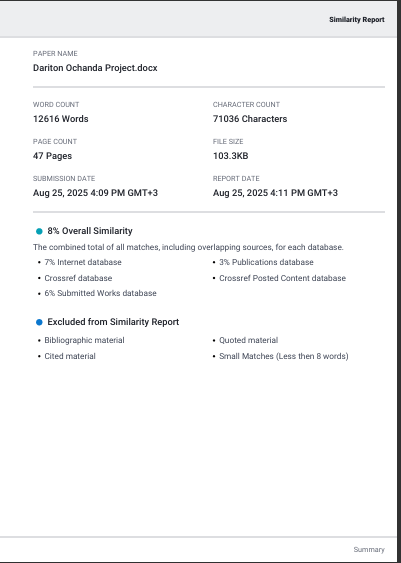 Similarity Report
PAPER NAME
Dariton Ochanda Project.docx
WORD COUNT
CHARACTER COUNT
12616 Words
71036 Characters
PAGE COUNT
FILE SIZE
47 Pages
103.3KB
SUBMISSION DATE
REPORT DATE
Aug 25, 2025 4:09 PM GMT+3
Aug 25, 2025 4:11 PM GMT+3
● 8% Overall Similarity
The combined total of all matches, including overlapping sources, for each database.
• 7% Internet database
• 3% Publications database
• Crossref database
• Crossref Posted Content database
• 6% Submitted Works database
● Excluded from Similarity Report
• Bibliographic material
• Quoted material
• Cited material
• Small Matches (Less then 8 words)
Summary